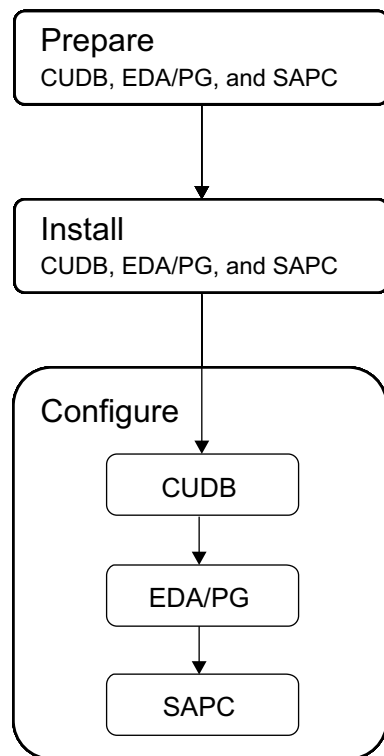 Prepare
CUDB, EDA/PG, and SAPC
Install
CUDB, EDA/PG, and SAPC
Configure
CUDB
EDA/PG
SAPC